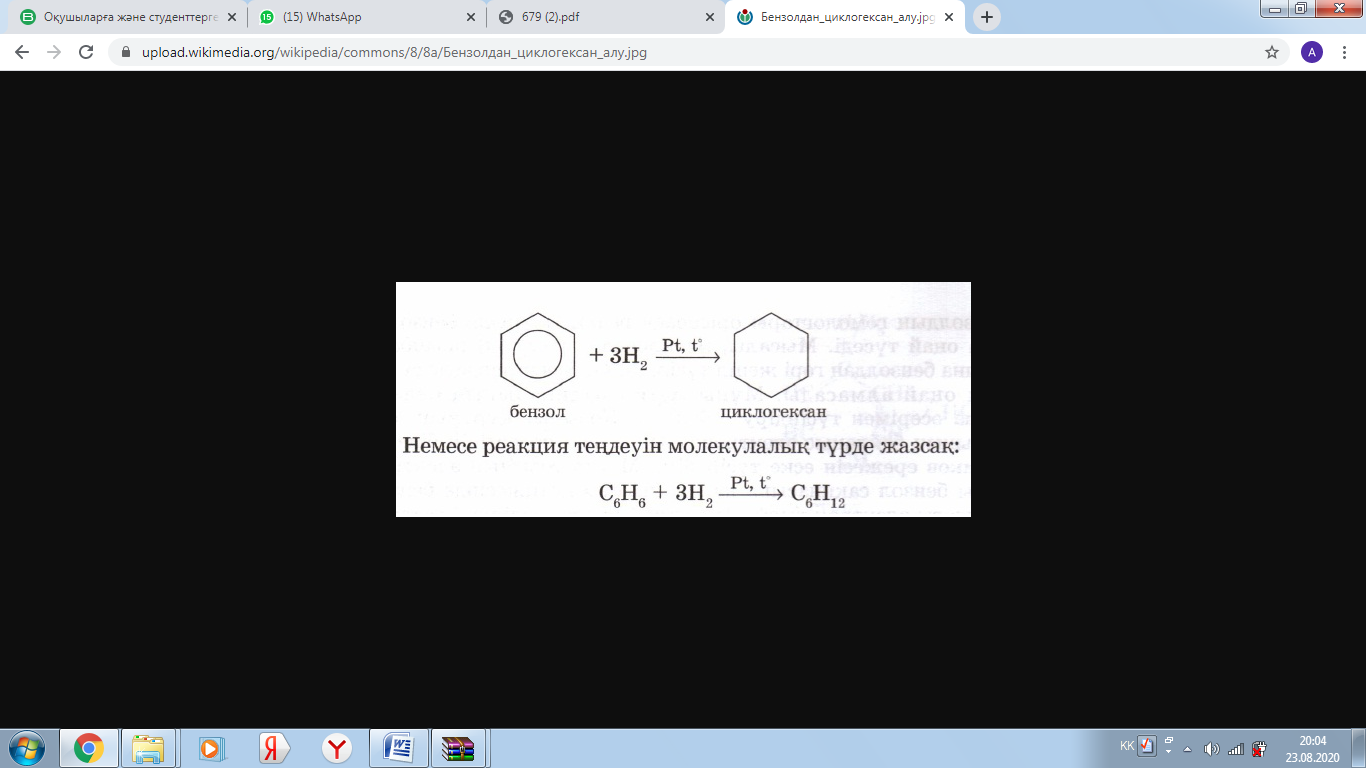 Оқушыларға және студенттерге
(15) WhatsApp
679 (2).pdf
Бензолдан_циклогексан_алу.jpg
upload.wikimedia.org/wikipedia/commons/8/8a/Бензолдан_циклогексан_алу.jpg
A
+ 3H₂ Pt, t°
бензол циклогексан
Немесе реакция теңдеуін молекулалық түрде жазсақ:
C₆H₆ + 3H₂ Pt, t° C₆H₁₂
KK
20:04
23.08.2020